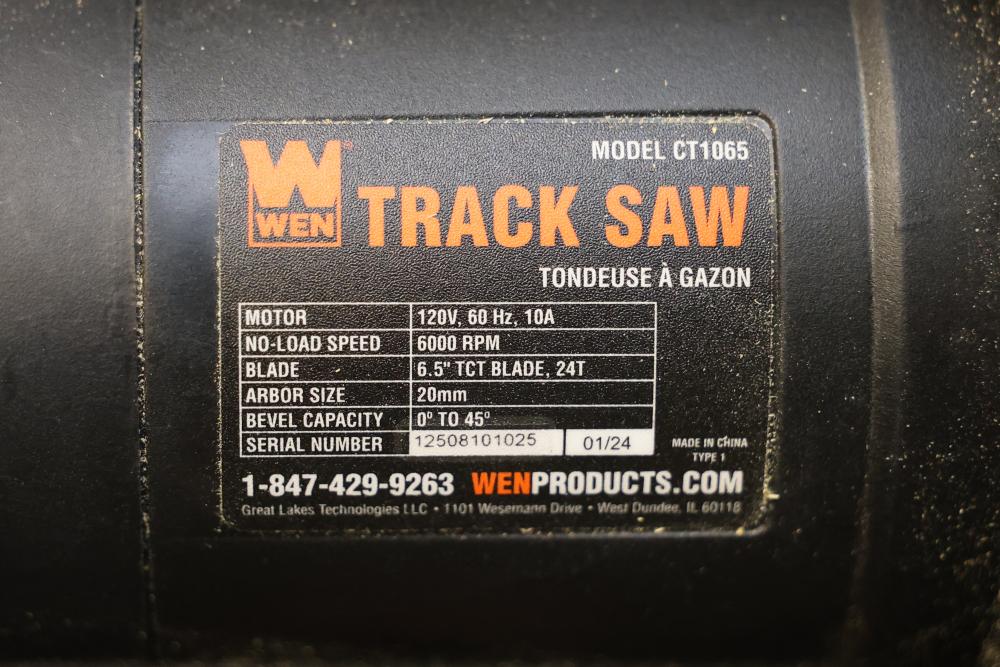 MODEL CT1065
WEN
TRACK SAW
TONDEUSE À GAZON
MOTOR 120V, 60 Hz, 10A
NO-LOAD SPEED 6000 RPM
BLADE 6.5" TCT BLADE, 24T
ARBOR SIZE 20mm
BEVEL CAPACITY 0º TO 45º
SERIAL NUMBER 12508101025 01/24
MADE IN CHINA
TYPE 1
1-847-429-9263 WENPRODUCTS.COM
Great Lakes Technologies LLC • 1101 Wesemann Drive • West Dundee, IL 60118